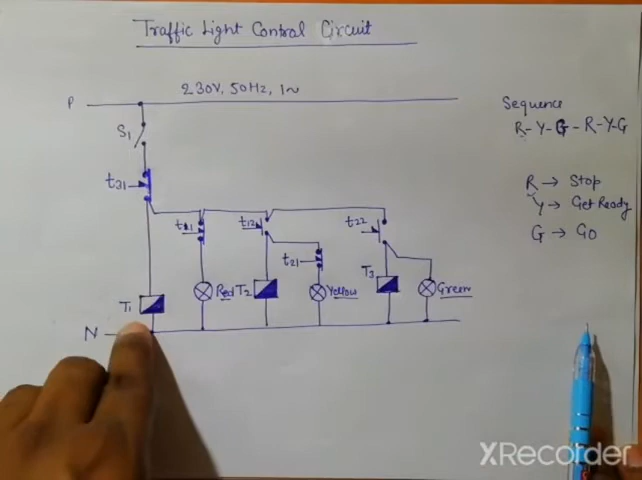 Traffic Light Control Circuit
P
230V, 50Hz, 1~
S1
t31
t11
t12
t21
t22
T1
Red
T2
Yellow
T3
Green
N
Sequence
R-Y-G-R-Y-G
R → Stop
Y → Get Ready
G → Go
XRecorder